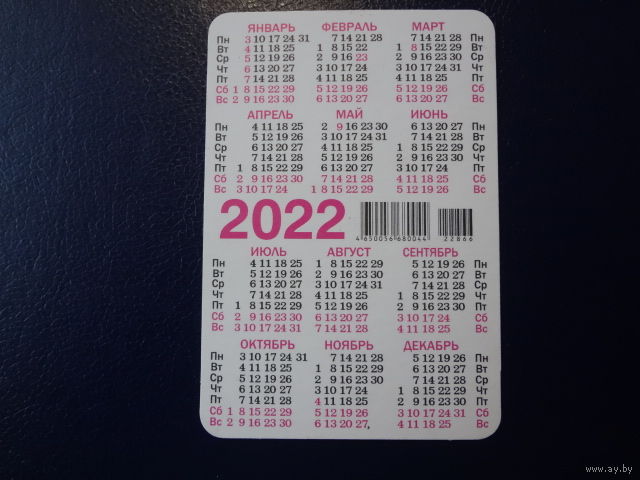 ЯНВАРЬ ФЕВРАЛЬ МАРТ
Пн 3 10 17 24 31 7 14 21 28 7 14 21 28 Пн
Вт 4 11 18 25 1 8 15 22 1 8 15 22 29 Вт
Ср 5 12 19 26 2 9 16 23 2 9 16 23 30 Ср
Чт 6 13 20 27 3 10 17 24 3 10 17 24 31 Чт
Пт 7 14 21 28 4 11 18 25 4 11 18 25 Пт
Сб 1 8 15 22 29 5 12 19 26 5 12 19 26 Сб
Вс 2 9 16 23 30 6 13 20 27 6 13 20 27 Вс
АПРЕЛЬ МАЙ ИЮНЬ
Пн 4 11 18 25 2 9 16 23 30 6 13 20 27 Пн
Вт 5 12 19 26 3 10 17 24 31 7 14 21 28 Вт
Ср 6 13 20 27 4 11 18 25 1 8 15 22 29 Ср
Чт 7 14 21 28 5 12 19 26 2 9 16 23 30 Чт
Пт 1 8 15 22 29 6 13 20 27 3 10 17 24 Пт
Сб 2 9 16 23 30 7 14 21 28 4 11 18 25 Сб
Вс 3 10 17 24 1 8 15 22 29 5 12 19 26 Вс
2022
4 650056 680044
22866
ИЮЛЬ АВГУСТ СЕНТЯБРЬ
Пн 4 11 18 25 1 8 15 22 29 5 12 19 26 Пн
Вт 5 12 19 26 2 9 16 23 30 6 13 20 27 Вт
Ср 6 13 20 27 3 10 17 24 31 7 14 21 28 Ср
Чт 7 14 21 28 4 11 18 25 1 8 15 22 29 Чт
Пт 1 8 15 22 29 5 12 19 26 2 9 16 23 30 Пт
Сб 2 9 16 23 30 6 13 20 27 3 10 17 24 Сб
Вс 3 10 17 24 31 7 14 21 28 4 11 18 25 Вс
ОКТЯБРЬ НОЯБРЬ ДЕКАБРЬ
Пн 3 10 17 24 31 7 14 21 28 5 12 19 26 Пн
Вт 4 11 18 25 1 8 15 22 29 6 13 20 27 Вт
Ср 5 12 19 26 2 9 16 23 30 7 14 21 28 Ср
Чт 6 13 20 27 3 10 17 24 1 8 15 22 29 Чт
Пт 7 14 21 28 4 11 18 25 2 9 16 23 30 Пт
Сб 1 8 15 22 29 5 12 19 26 3 10 17 24 31 Сб
Вс 2 9 16 23 30 6 13 20 27 4 11 18 25 Вс
www.ay.by